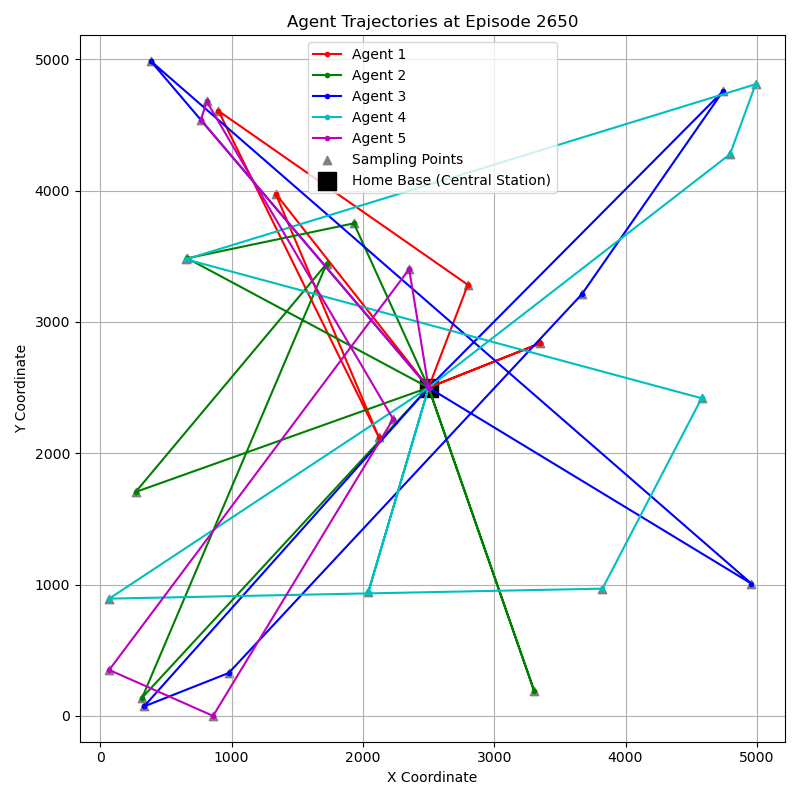 Agent Trajectories at Episode 2650
Agent 1
Agent 2
Agent 3
Agent 4
Agent 5
Sampling Points
Home Base (Central Station)
Y Coordinate
5000
4000
3000
2000
1000
0
0 1000 2000 3000 4000 5000
X Coordinate